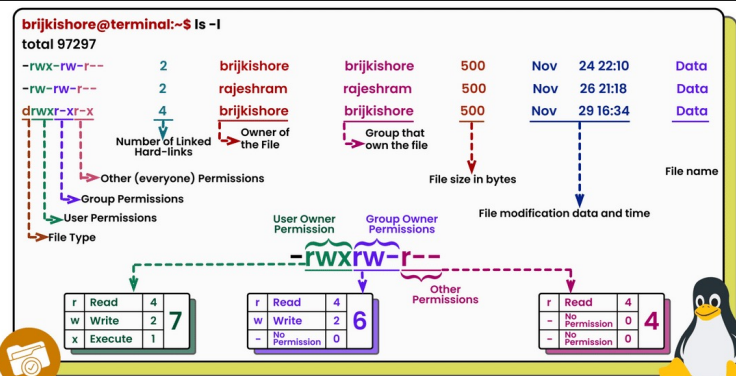 brijkishore@terminal:~$ ls -l
total 97297
-rwx-rw-r-- 2 brijkishore brijkishore 500 Nov 24 22:10 Data
-rw-rw-r-- 2 rajeshram rajeshram 500 Nov 26 21:18 Data
drwxr-xr-x 4 brijkishore brijkishore 500 Nov 29 16:34 Data
Number of Linked
Hard-links
Owner of
the File
Group that
own the file
File size in bytes
File modification data and time
File name
Other (everyone) Permissions
Group Permissions
User Permissions
File Type
User Owner
Permission
Group Owner
Permissions
-rwxrw-r--
Other
Permissions
r Read 4
w Write 2
x Execute 1
7
r Read 4
w Write 2
- No Permission 0
6
r Read 4
- No Permission 0
- No Permission 0
4